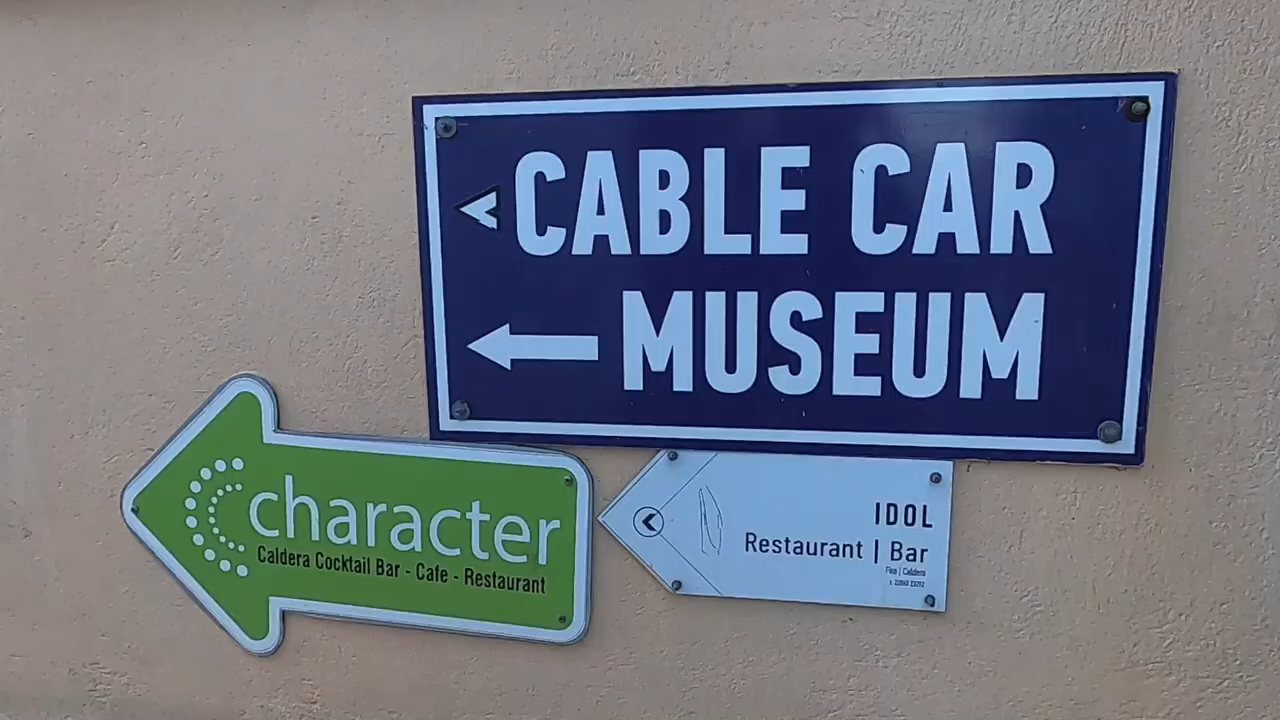 CABLE CAR
MUSEUM
character
Caldera Cocktail Bar - Cafe - Restaurant
IDOL
Restaurant | Bar
Fira | Caldera